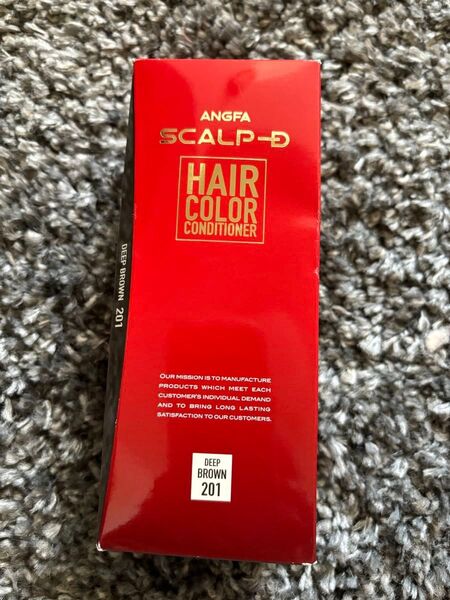 ANGFA
SCALP-D
HAIR
COLOR
CONDITIONER
DEEP BROWN 201
OUR MISSION IS TO MANUFACTURE
PRODUCTS WHICH MEET EACH
CUSTOMER'S INDIVIDUAL DEMAND
AND TO BRING LONG LASTING
SATISFACTION TO OUR CUSTOMERS.
DEEP
BROWN
201